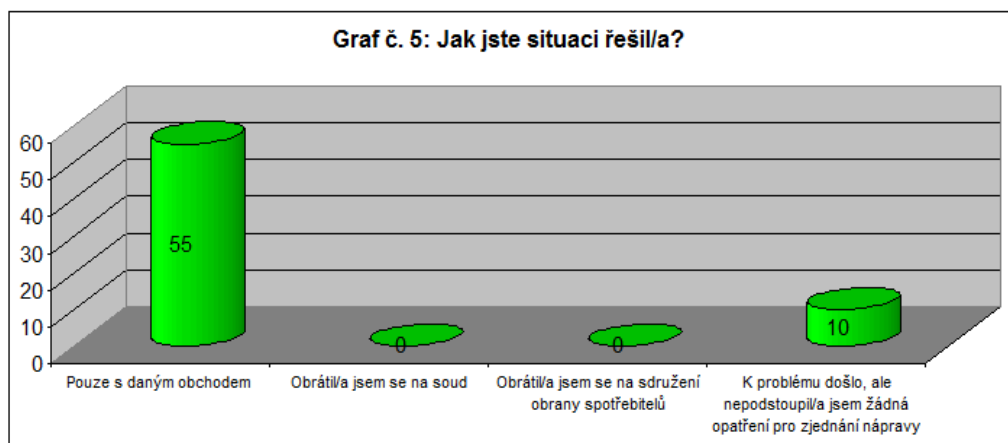 Graf č. 5: Jak jste situaci řešil/a?
60
50
40
30
20
10
0
55
0
0
10
Pouze s daným obchodem
Obrátil/a jsem se na soud
Obrátil/a jsem se na sdružení
obrany spotřebitelů
K problému došlo, ale
nepodstoupil/a jsem žádná
opatření pro zjednání nápravy